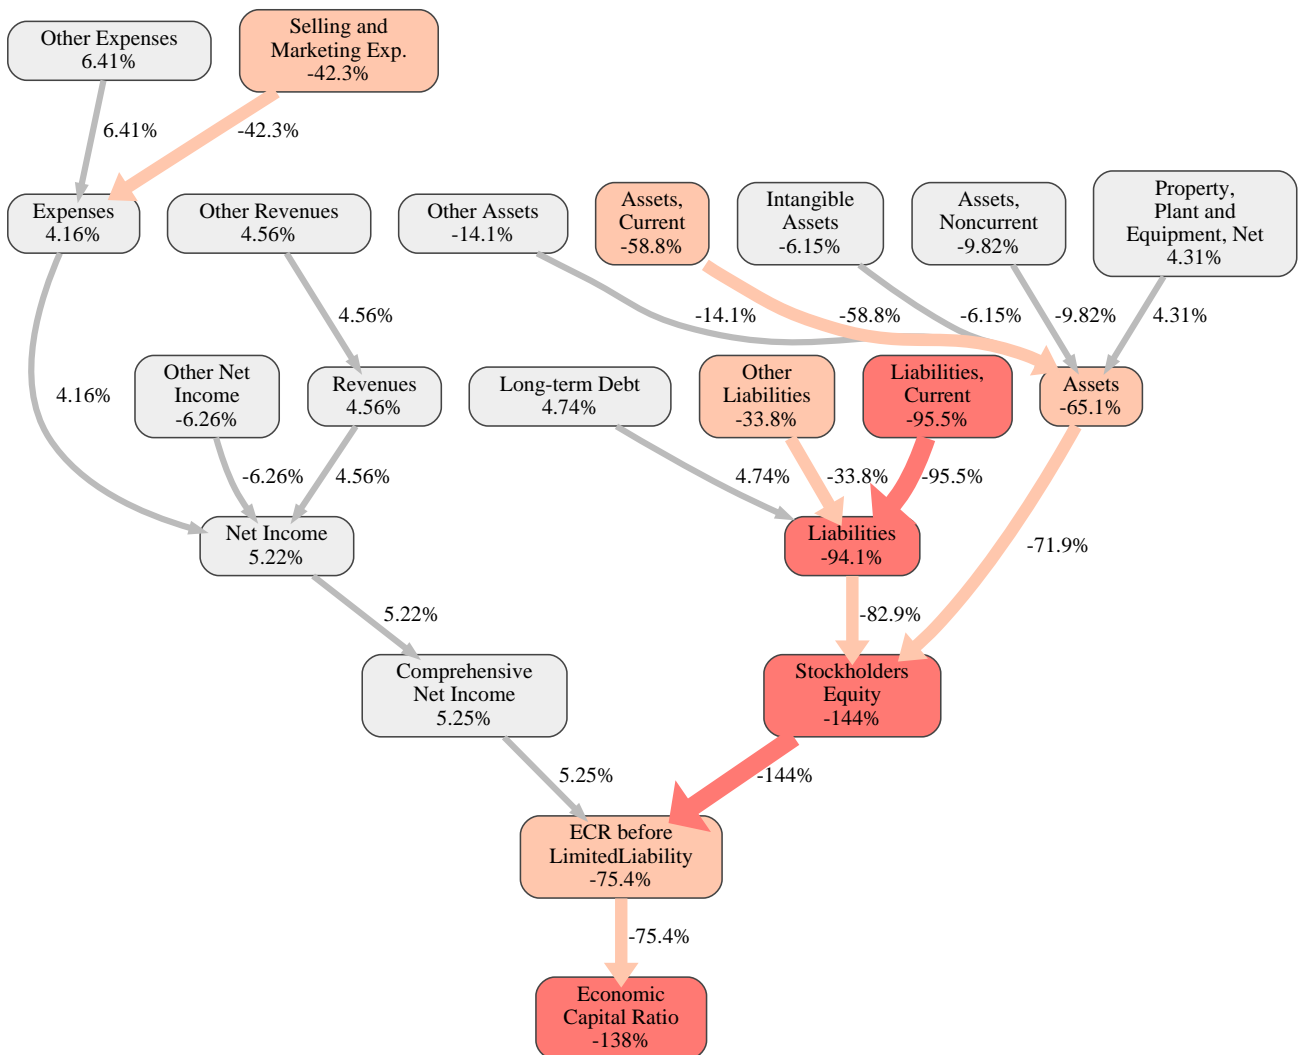 Other Expenses
6.41%
Selling and
Marketing Exp.
-42.3%
6.41%
-42.3%
Expenses
4.16%
Other Revenues
4.56%
Other Assets
-14.1%
Assets,
Current
-58.8%
Intangible
Assets
-6.15%
Assets,
Noncurrent
-9.82%
Property,
Plant and
Equipment, Net
4.31%
4.56%
-14.1%
-58.8%
-6.15%
-9.82%
4.31%
4.16%
Other Net
Income
-6.26%
Revenues
4.56%
Long-term Debt
4.74%
Other
Liabilities
-33.8%
Liabilities,
Current
-95.5%
Assets
-65.1%
-6.26%
4.56%
4.74%
-33.8%
-95.5%
Net Income
5.22%
Liabilities
-94.1%
-71.9%
5.22%
-82.9%
Comprehensive
Net Income
5.25%
Stockholders
Equity
-144%
5.25%
-144%
ECR before
LimitedLiability
-75.4%
-75.4%
Economic
Capital Ratio
-138%